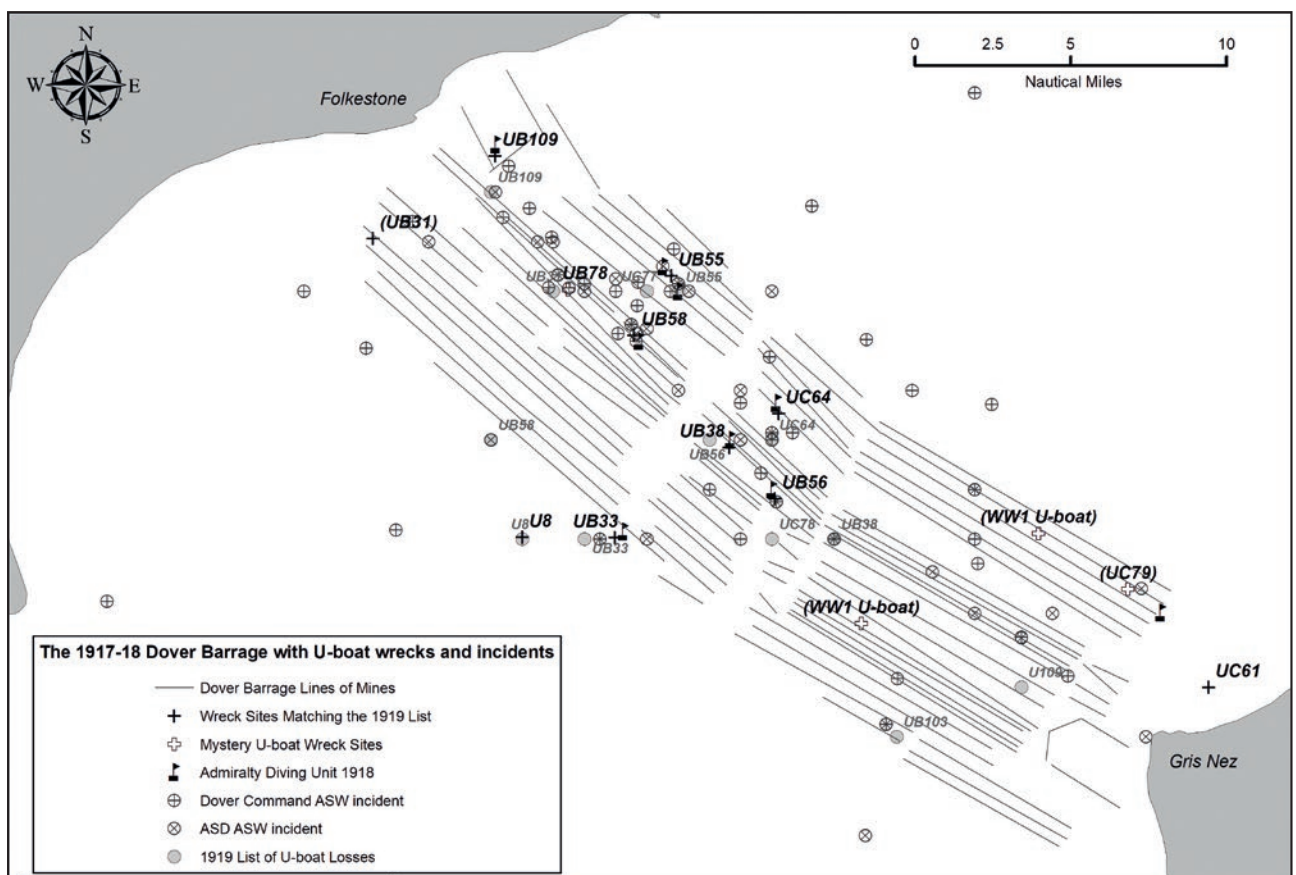 N
W E
S
0 2.5 5 10
Nautical Miles
Folkestone
UB109
UB109
(UB31)
UB55
UB78
UC77 UB55
UB58
UC64
UC64
UB38
UB58
UB56
UB56
(WW1 U-boat)
U8
U8
UB33
UB33
UC78
UB38
(UC79)
(WW1 U-boat)
UC61
U109
UB103
Gris Nez
The 1917-18 Dover Barrage with U-boat wrecks and incidents
Dover Barrage Lines of Mines
Wreck Sites Matching the 1919 List
Mystery U-boat Wreck Sites
Admiralty Diving Unit 1918
Dover Command ASW incident
ASD ASW incident
1919 List of U-boat Losses